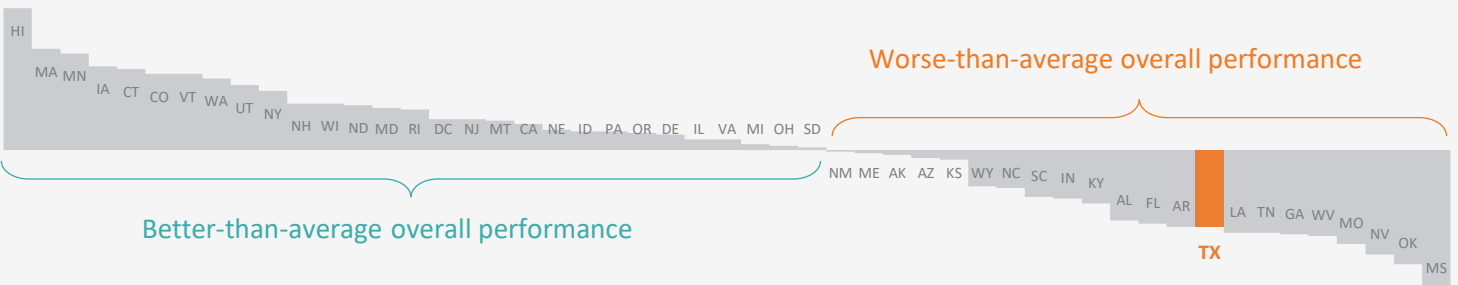 HI
MA MN IA CT CO VT WA UT NY NH WI ND MD RI DC NJ MT CA NE ID PA OR DE IL VA MI OH SD
Worse-than-average overall performance
NM ME AK AZ KS WY NC SC IN KY AL FL AR LA TN GA WV MO NV OK MS
Better-than-average overall performance
TX